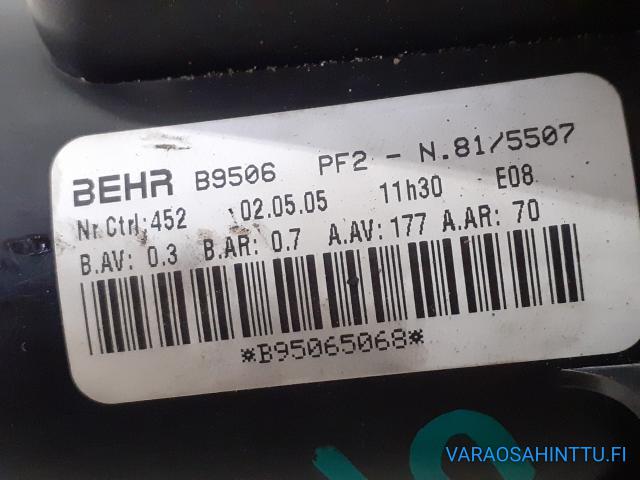 BEHR B9506 PF2 - N.81/5507
Nr Ctrl:452 02.05.05 11h30 E08
B.AV: 0.3 B.AR: 0.7 A.AV: 177 A.AR: 70
*B95065068*
VARAOSAHINTTU.FI